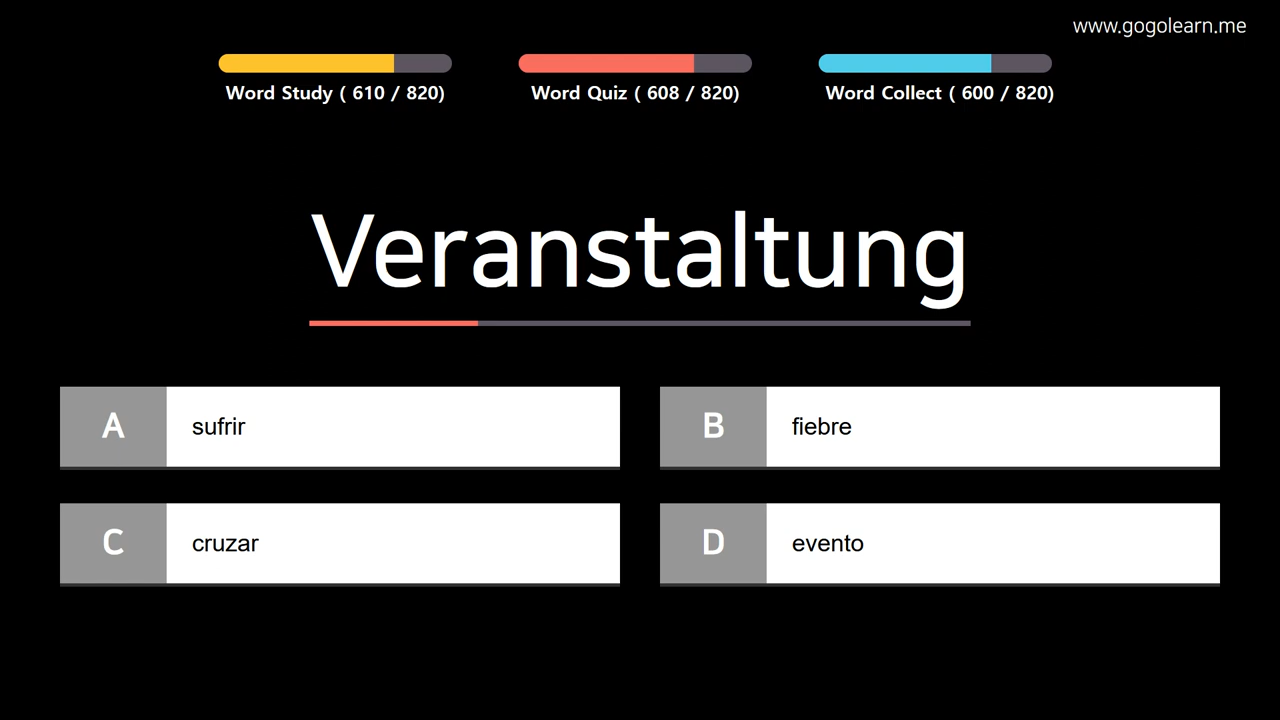 www.gogolearn.me
Word Study ( 610 / 820)
Word Quiz ( 608 / 820)
Word Collect ( 600 / 820)
Veranstaltung
A sufrir
B fiebre
C cruzar
D evento